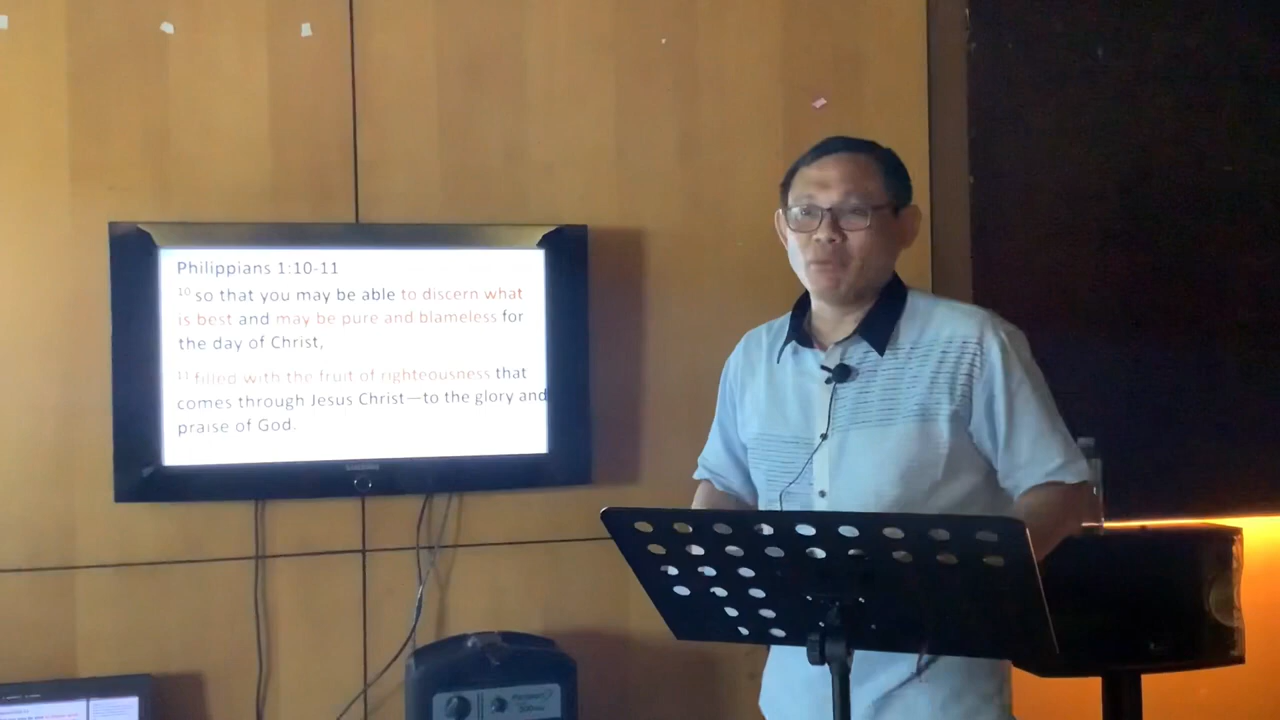 Philippians 1:10-11
10 so that you may be able to discern what
is best and may be pure and blameless for
the day of Christ,
11 filled with the fruit of righteousness that
comes through Jesus Christ—to the glory and
praise of God.